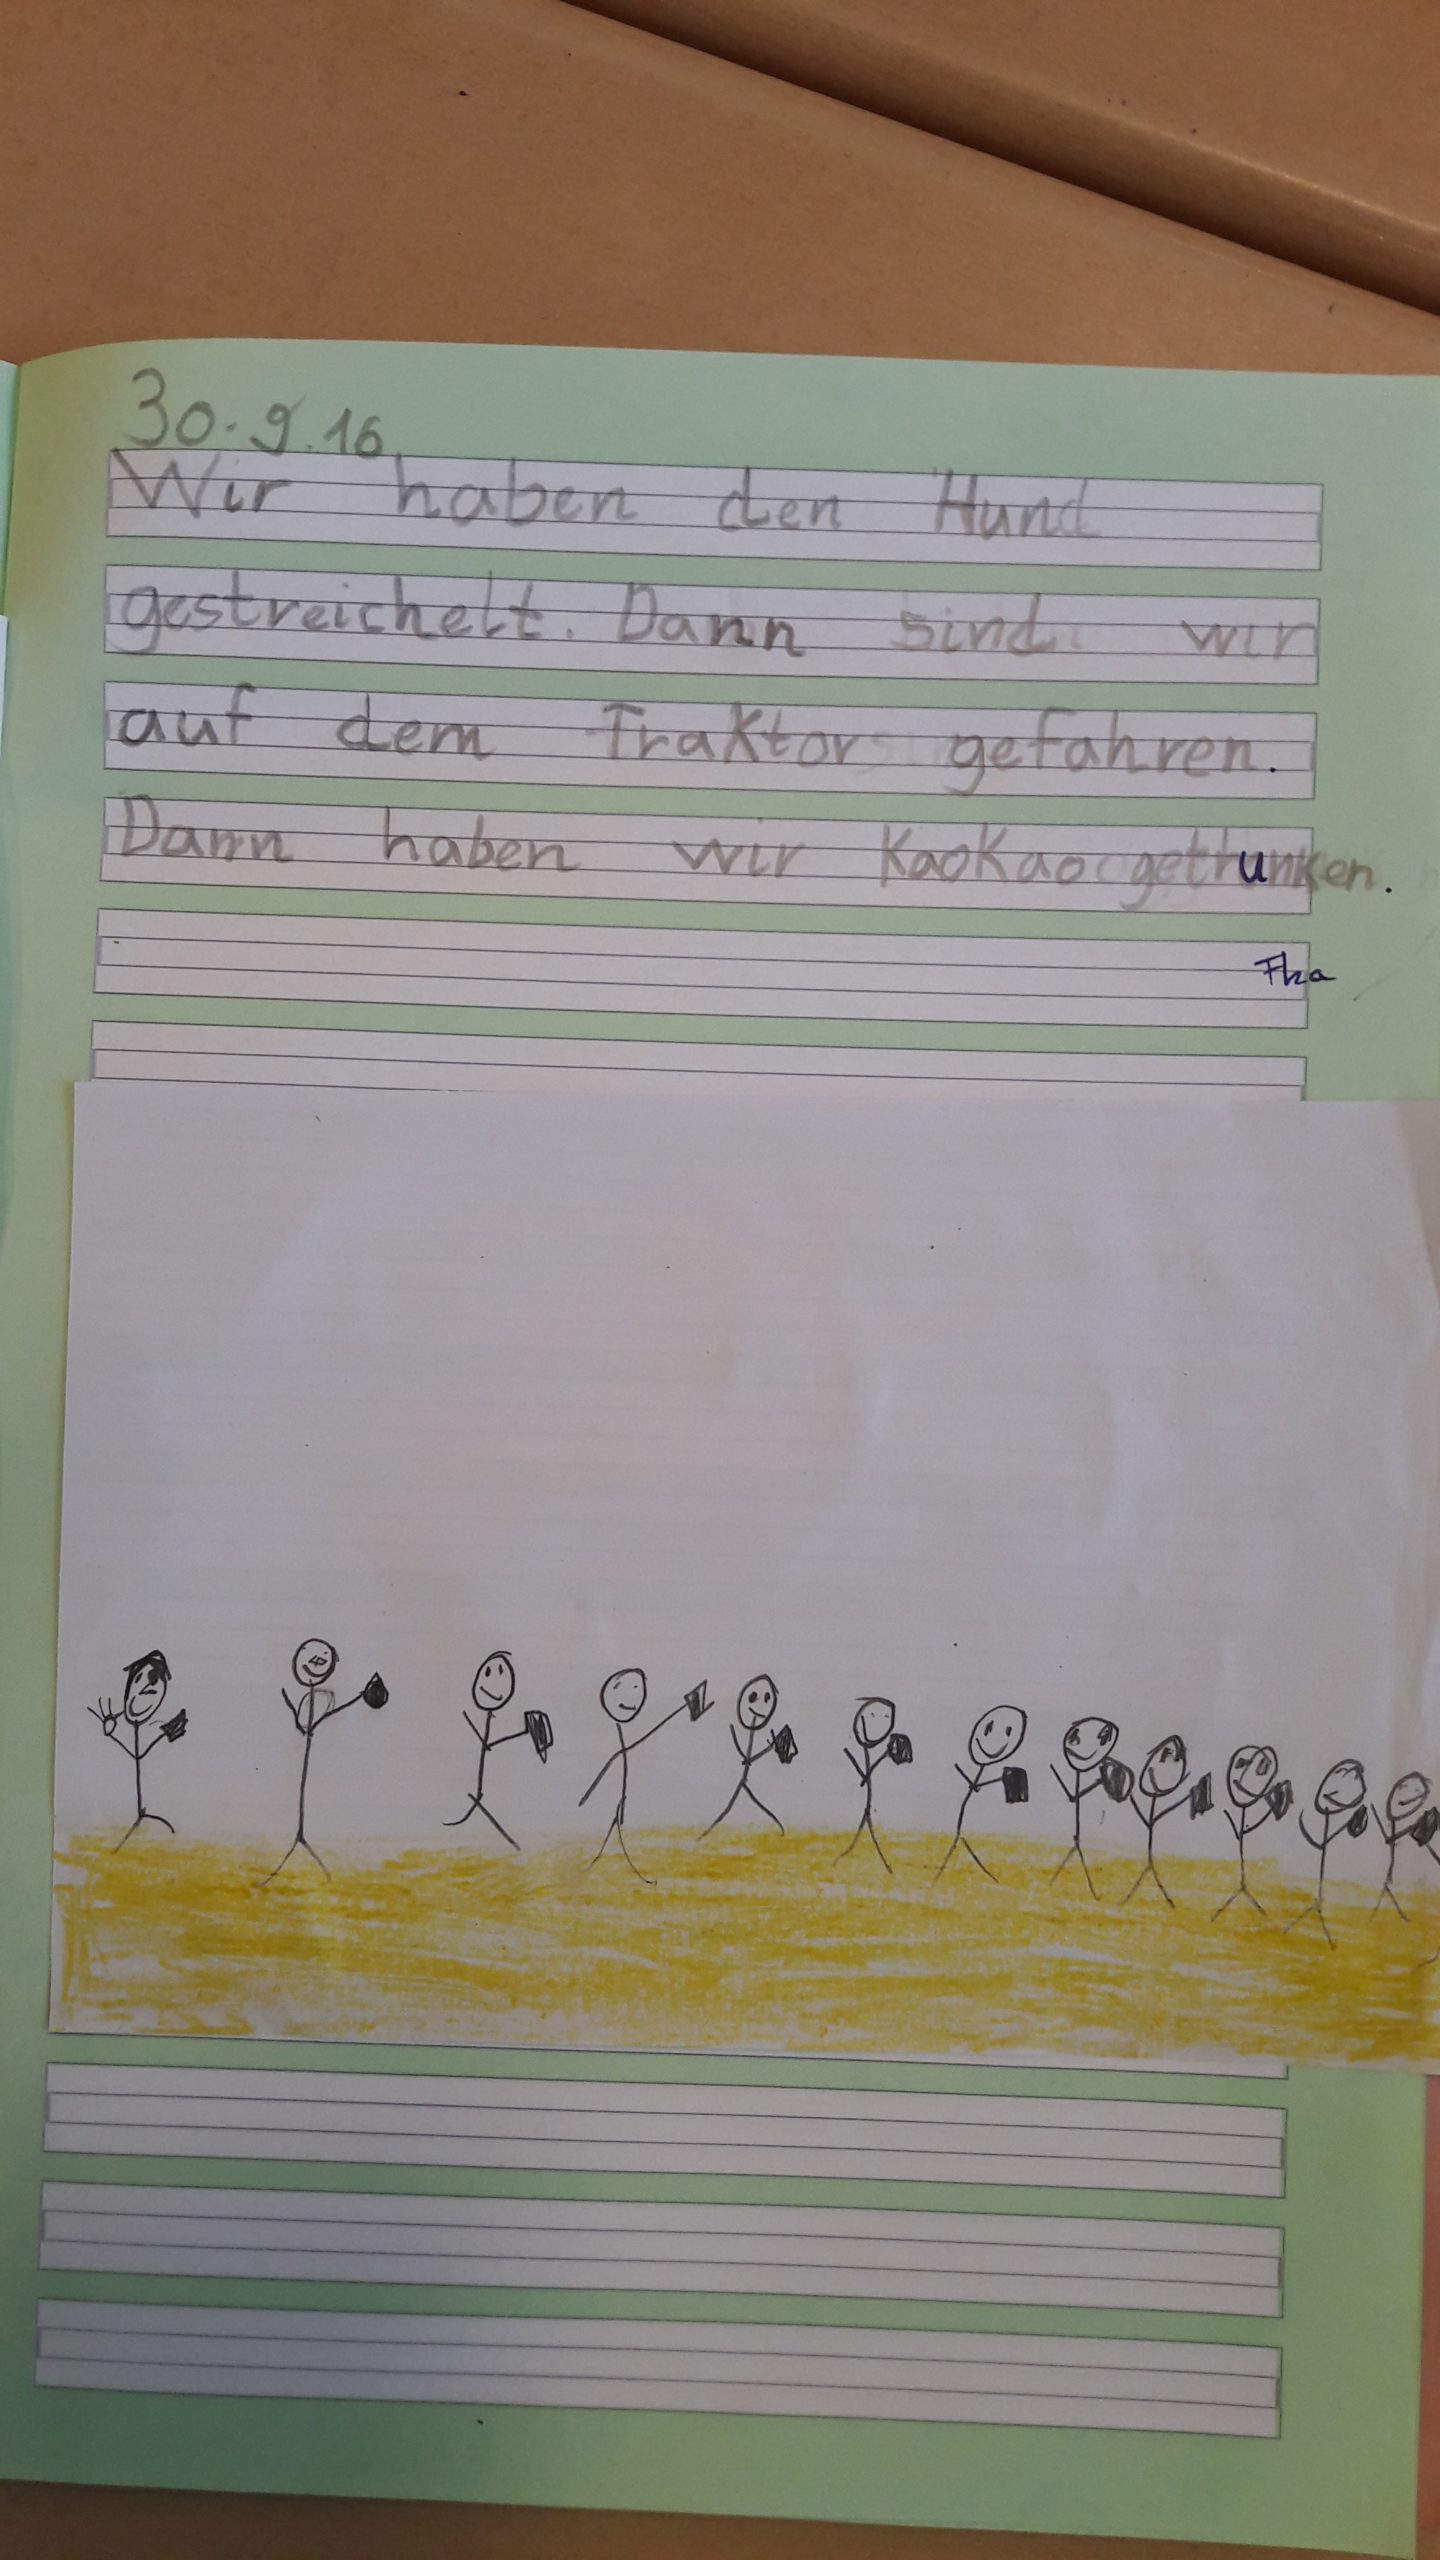 30.9.16
Wir haben den Hund
gestreichelt. Dann sind wir
auf dem Traktor gefahren.
Dann haben wir KaoKao getrunken.